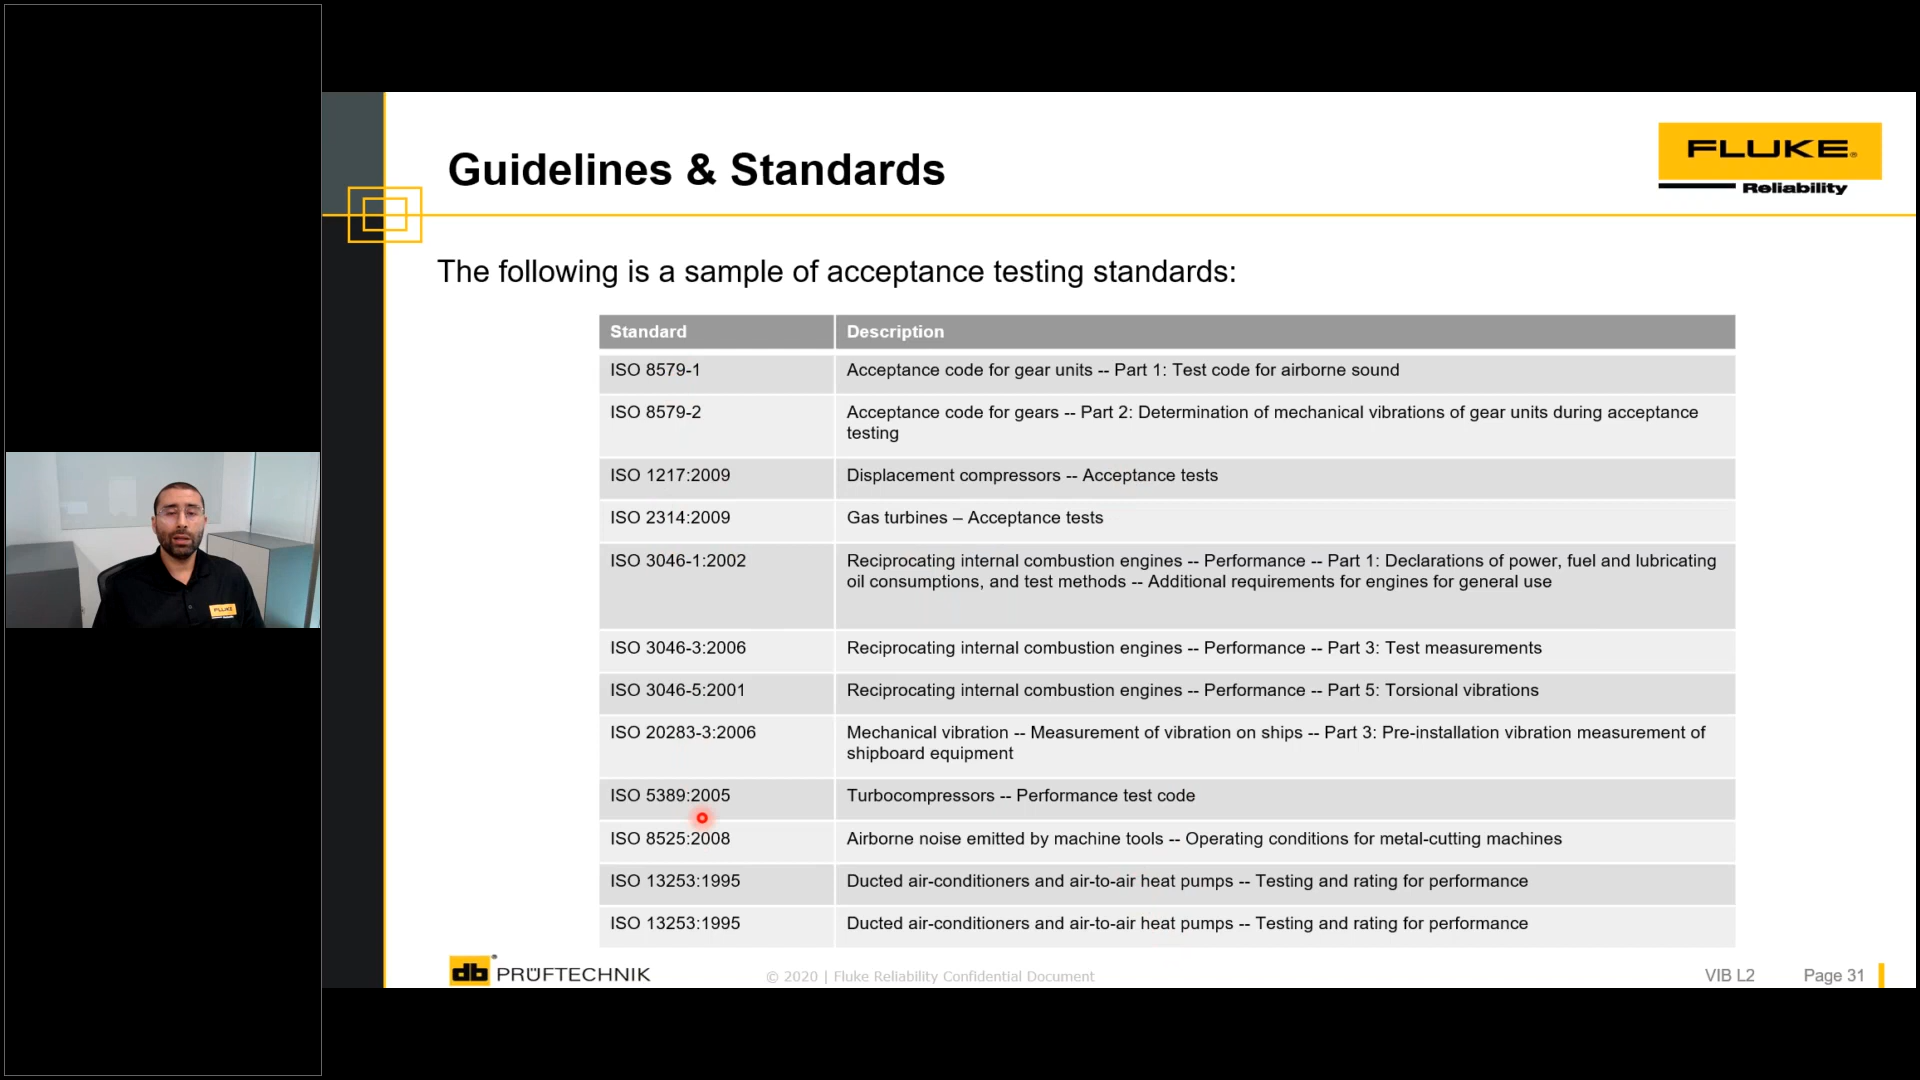 Guidelines & Standards
FLUKE®
Reliability
The following is a sample of acceptance testing standards:
Standard Description
ISO 8579-1 Acceptance code for gear units -- Part 1: Test code for airborne sound
ISO 8579-2 Acceptance code for gears -- Part 2: Determination of mechanical vibrations of gear units during acceptance
testing
ISO 1217:2009 Displacement compressors -- Acceptance tests
ISO 2314:2009 Gas turbines – Acceptance tests
ISO 3046-1:2002 Reciprocating internal combustion engines -- Performance -- Part 1: Declarations of power, fuel and lubricating
oil consumptions, and test methods -- Additional requirements for engines for general use
ISO 3046-3:2006 Reciprocating internal combustion engines -- Performance -- Part 3: Test measurements
ISO 3046-5:2001 Reciprocating internal combustion engines -- Performance -- Part 5: Torsional vibrations
ISO 20283-3:2006 Mechanical vibration -- Measurement of vibration on ships -- Part 3: Pre-installation vibration measurement of
shipboard equipment
ISO 5389:2005 Turbocompressors -- Performance test code
ISO 8525:2008 Airborne noise emitted by machine tools -- Operating conditions for metal-cutting machines
ISO 13253:1995 Ducted air-conditioners and air-to-air heat pumps -- Testing and rating for performance
ISO 13253:1995 Ducted air-conditioners and air-to-air heat pumps -- Testing and rating for performance
db PRÜFTECHNIK
© 2020 | Fluke Reliability Confidential Document
VIB L2 Page 31
FLUKE